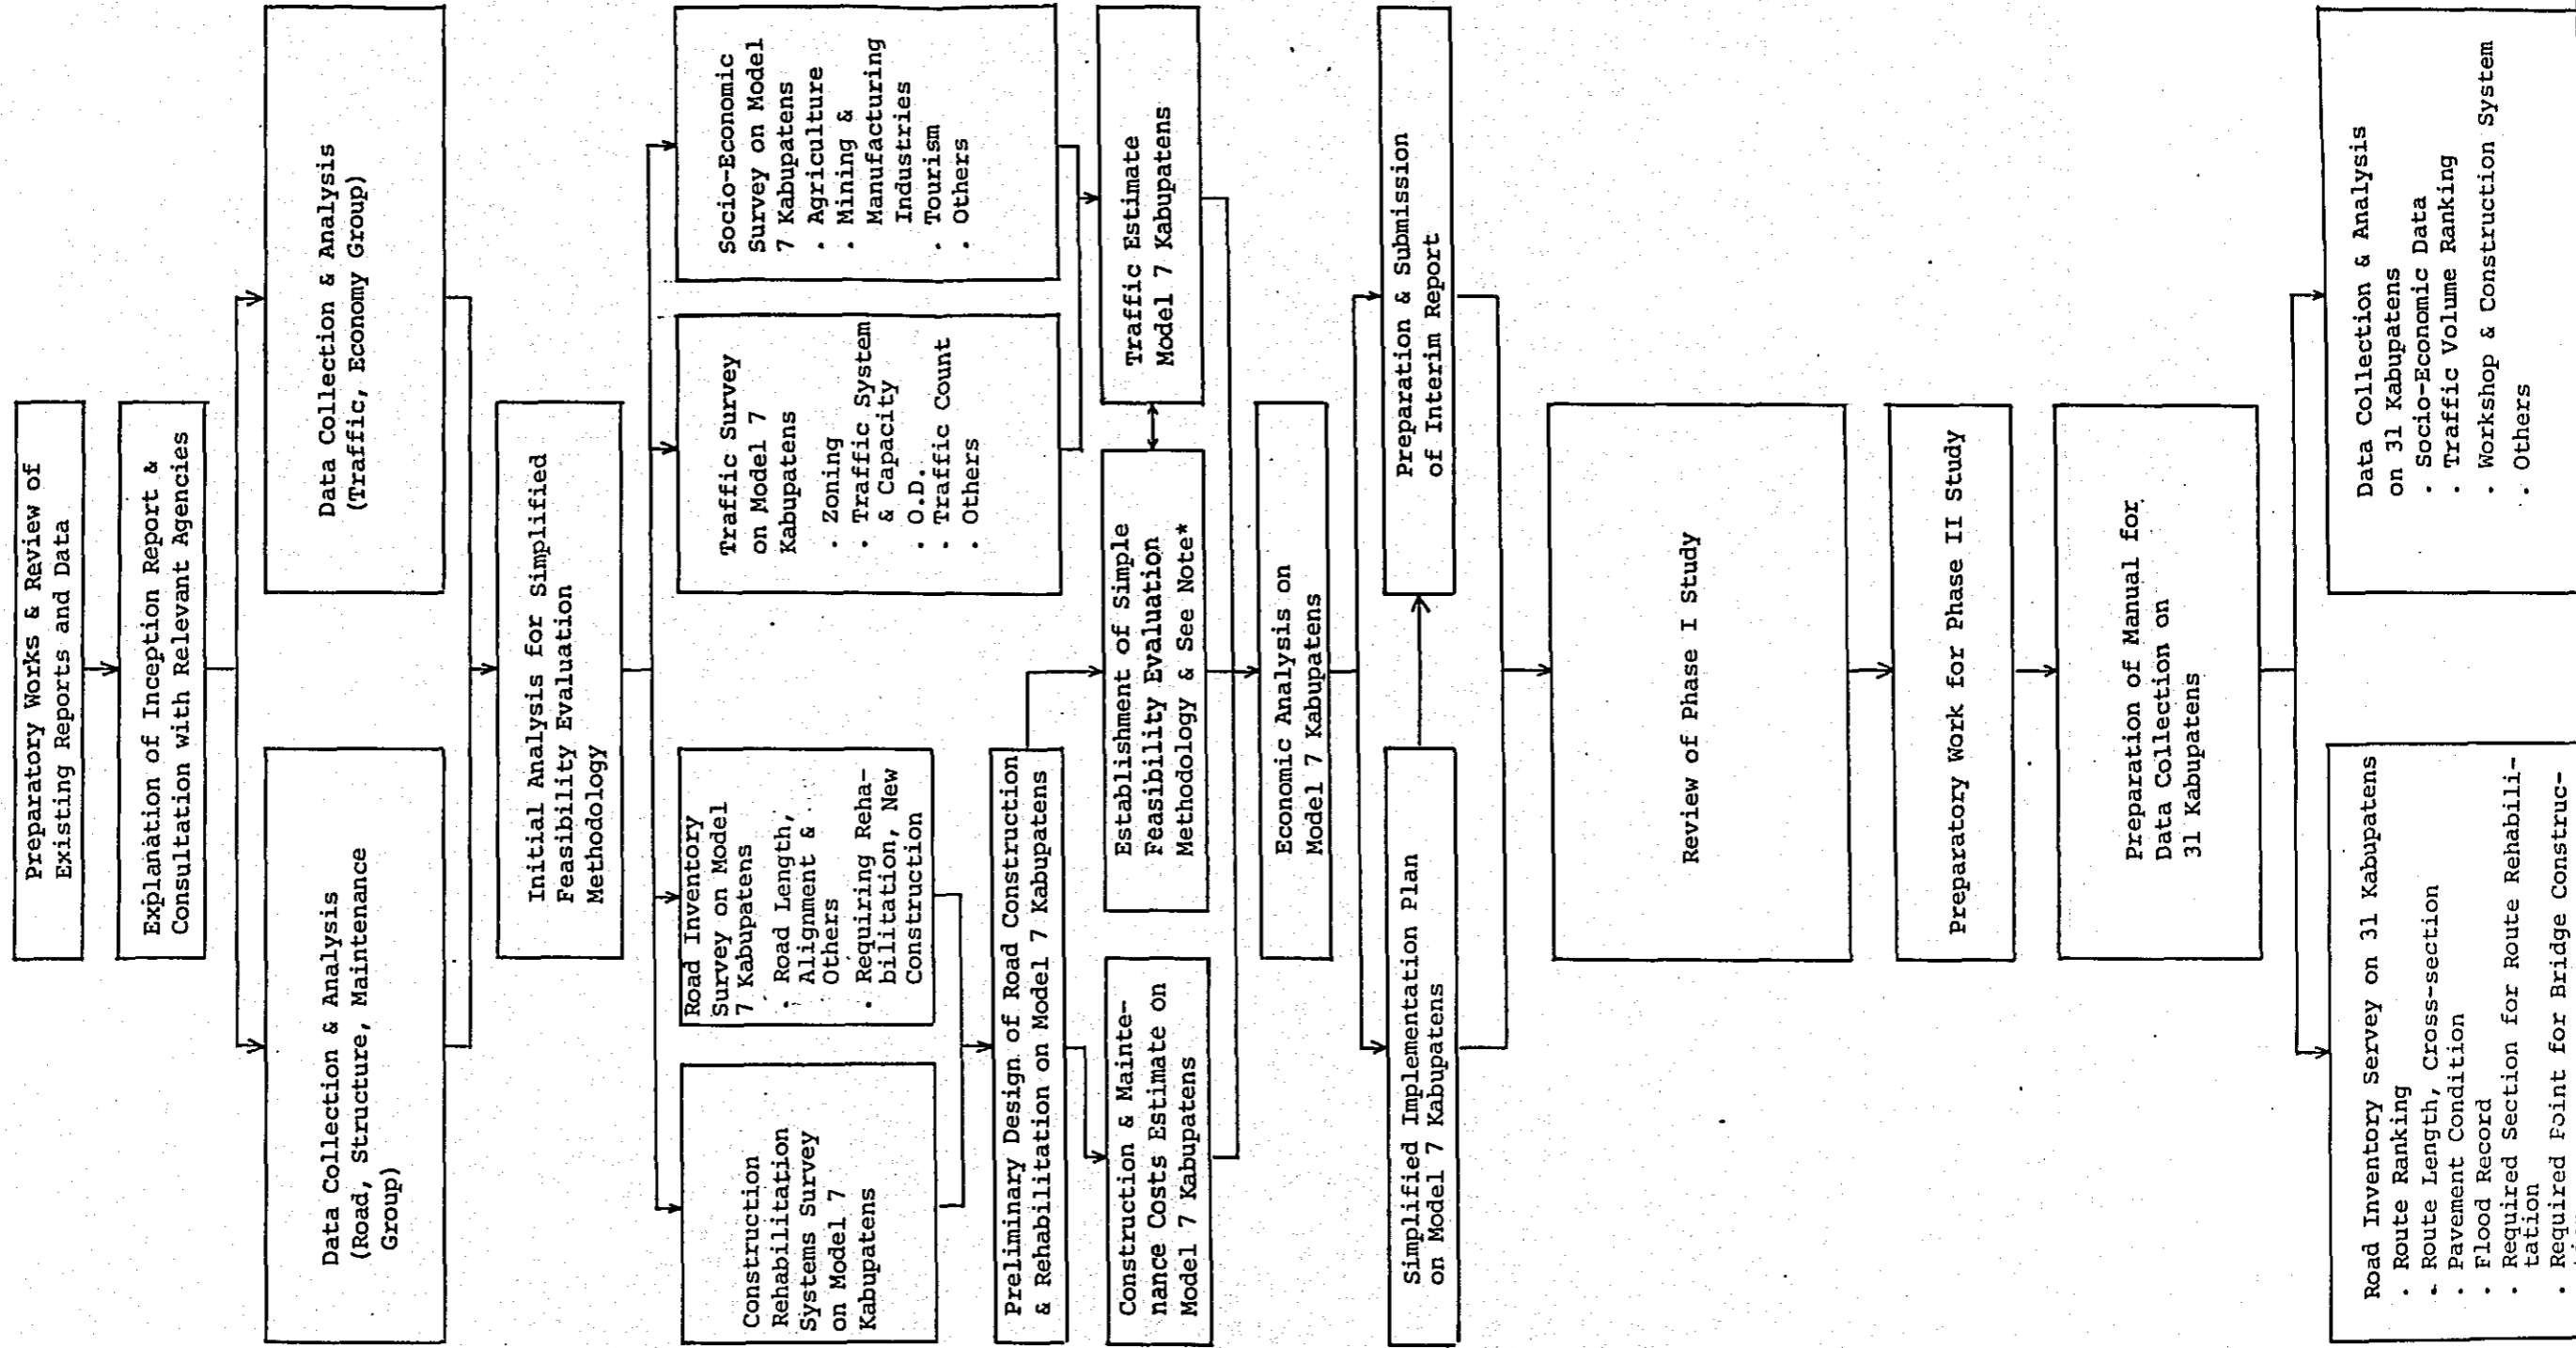 Preparatory Works & Review of
Existing Reports and Data
Explanation of Inception Report &
Consultation with Relevant Agencies
Data Collection & Analysis
(Road, Structure, Maintenance
Group)
Data Collection & Analysis
(Traffic, Economy Group)
Initial Analysis for Simplified
Feasibility Evaluation
Methodology
Construction
Rehabilitation
Systems Survey
on Model 7
Kabupatens
Road Inventory
Survey on Model
7 Kabupatens
· Road Length,
Alignment &
Others
· Requiring Reha-
bilitation, New
Construction
Traffic Survey
on Model 7
Kabupatens
· Zoning
· Traffic System
& Capacity
· O.D.
· Traffic Count
· Others
Socio-Economic
Survey on Model
7 Kabupatens
· Agriculture
· Mining &
Manufacturing
Industries
· Tourism
· Others
Preliminary Design of Road Construction
& Rehabilitation on Model 7 Kabupatens
Construction & Mainte-
nance Costs Estimate on
Model 7 Kabupatens
Establishment of Simple
Feasibility Evaluation
Methodology & See Note*
Traffic Estimate
Model 7 Kabupatens
Economic Analysis on
Model 7 Kabupatens
Simplified Implementation Plan
on Model 7 Kabupatens
Preparation & Submission
of Interim Report
Review of Phase I Study
Preparatory Work for Phase II Study
Preparation of Manual for
Data Collection on
31 Kabupatens
Road Inventory Servey on 31 Kabupatens
· Route Ranking
· Route Length, Cross-section
· Pavement Condition
· Flood Record
· Required Section for Route Rehabili-
tation
· Required Point for Bridge Construc-
Data Collection & Analysis
on 31 Kabupatens
· Socio-Economic Data
· Traffic Volume Ranking
· Workshop & Construction System
· Others